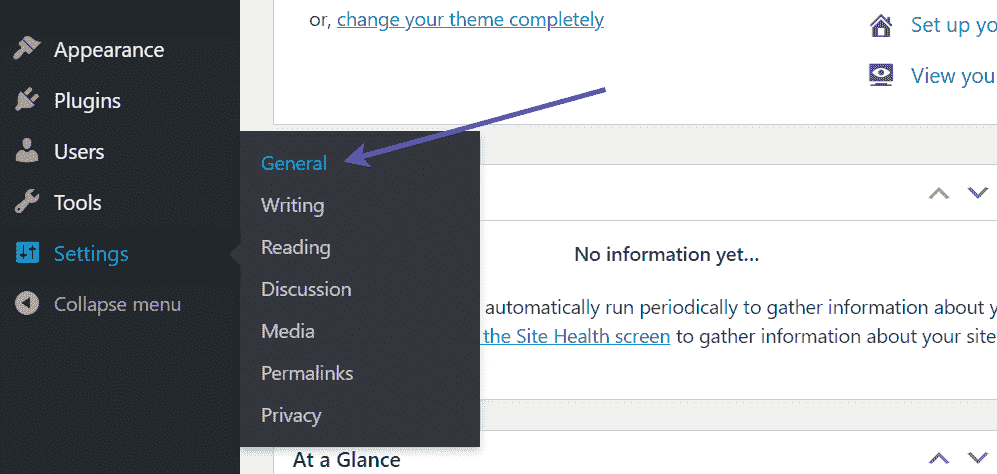 or, change your theme completely
Set up yo
View you
Appearance
Plugins
Users
Tools
Settings
Collapse menu
General
Writing
Reading
Discussion
Media
Permalinks
Privacy
No information yet...
automatically run periodically to gather information about y
the Site Health screen to gather information about your site
At a Glance